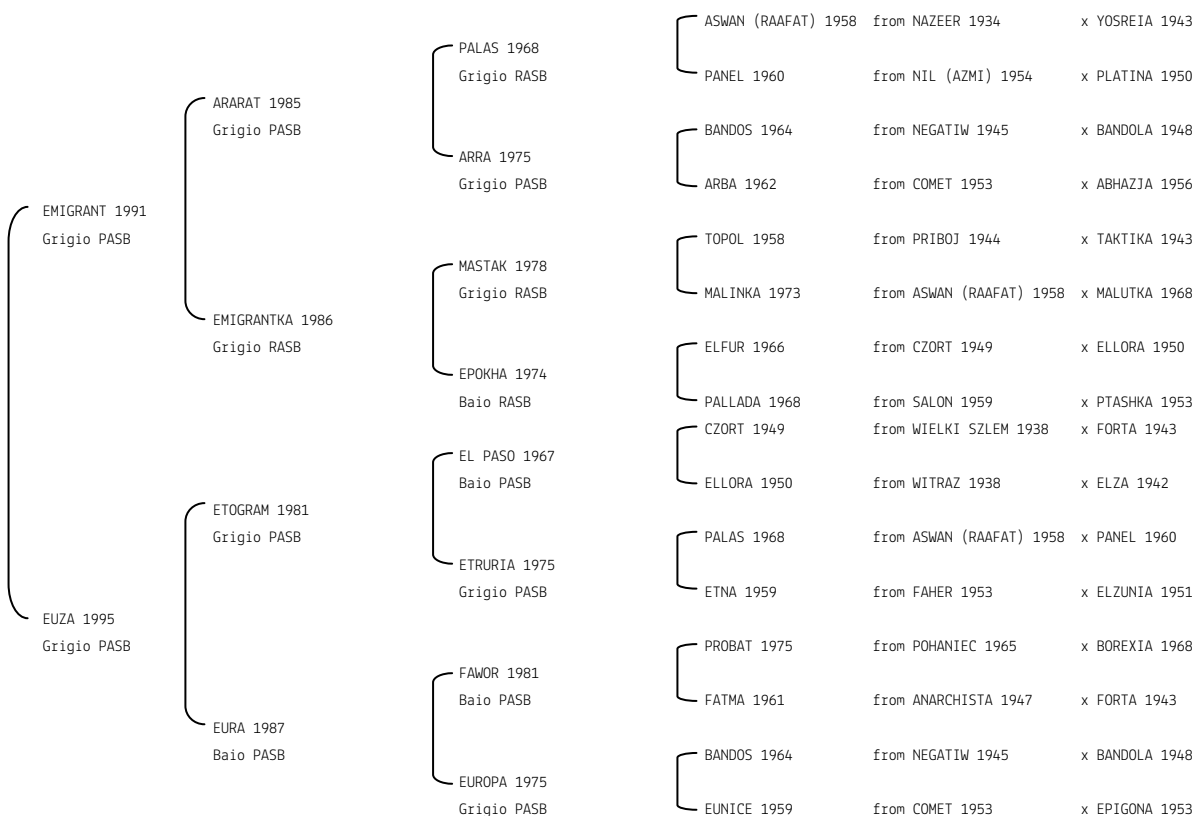 ASWAN (RAAFAT) 1958 from NAZEER 1934 x YOSREIA 1943
PALAS 1968
Grigio RASB
PANEL 1960 from NIL (AZMI) 1954 x PLATINA 1950
ARARAT 1985
Grigio PASB
BANDOS 1964 from NEGATIW 1945 x BANDOLA 1948
ARRA 1975
Grigio PASB
ARBA 1962 from COMET 1953 x ABHAZJA 1956
EMIGRANT 1991
Grigio PASB
TOPOL 1958 from PRIBOJ 1944 x TAKTIKA 1943
MASTAK 1978
Grigio RASB
MALINKA 1973 from ASWAN (RAAFAT) 1958 x MALUTKA 1968
EMIGRANTKA 1986
Grigio RASB
ELFUR 1966 from CZORT 1949 x ELLORA 1950
EPOKHA 1974
Baio RASB
PALLADA 1968 from SALON 1959 x PTASHKA 1953
CZORT 1949 from WIELKI SZLEM 1938 x FORTA 1943
EL PASO 1967
Baio PASB
ELLORA 1950 from WITRAZ 1938 x ELZA 1942
ETOGRAM 1981
Grigio PASB
PALAS 1968 from ASWAN (RAAFAT) 1958 x PANEL 1960
ETRURIA 1975
Grigio PASB
ETNA 1959 from FAHER 1953 x ELZUNIA 1951
EUZA 1995
Grigio PASB
PROBAT 1975 from POHANIEC 1965 x BOREXIA 1968
FAWOR 1981
Baio PASB
FATMA 1961 from ANARCHISTA 1947 x FORTA 1943
EURA 1987
Baio PASB
BANDOS 1964 from NEGATIW 1945 x BANDOLA 1948
EUROPA 1975
Grigio PASB
EUNICE 1959 from COMET 1953 x EPIGONA 1953